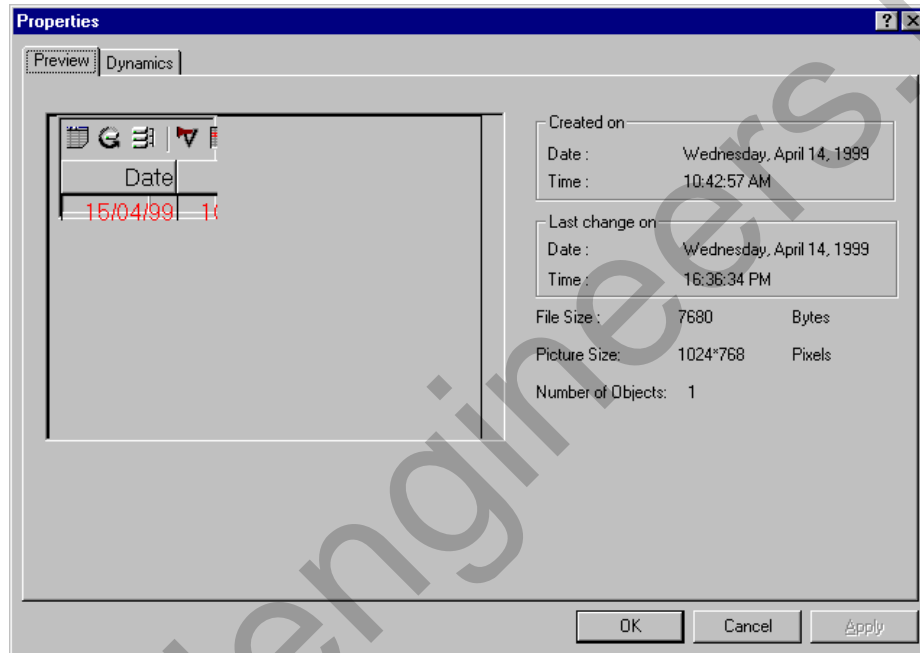 Properties
Preview Dynamics
Date
15/04/99
Created on
Date : Wednesday, April 14, 1999
Time : 10:42:57 AM
Last change on
Date : Wednesday, April 14, 1999
Time : 16:36:34 PM
File Size : 7680 Bytes
Picture Size: 1024*768 Pixels
Number of Objects: 1
OK Cancel Apply